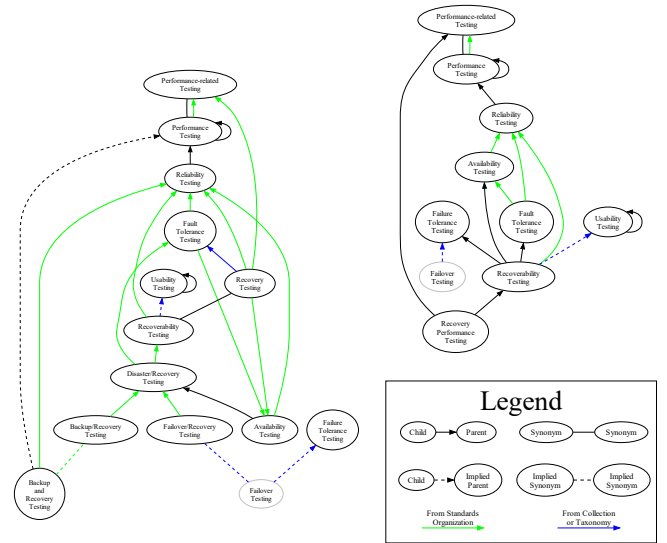 Performance-related
Testing
Performance
Testing
Reliability
Testing
Fault
Tolerance
Testing
Usability
Testing
Recovery
Testing
Recoverability
Testing
Disaster/Recovery
Testing
Backup/Recovery
Testing
Failover/Recovery
Testing
Availability
Testing
Failure
Tolerance
Testing
Backup
and
Recovery
Testing
Failover
Testing
Performance-related
Testing
Performance
Testing
Reliability
Testing
Availability
Testing
Failure
Tolerance
Testing
Fault
Tolerance
Testing
Usability
Testing
Failover
Testing
Recoverability
Testing
Recovery
Performance
Testing
Legend
Child
Parent
Synonym
Synonym
Child
Implied
Parent
Implied
Synonym
Implied
Synonym
From Standards
Organization
From Collection
or Taxonomy